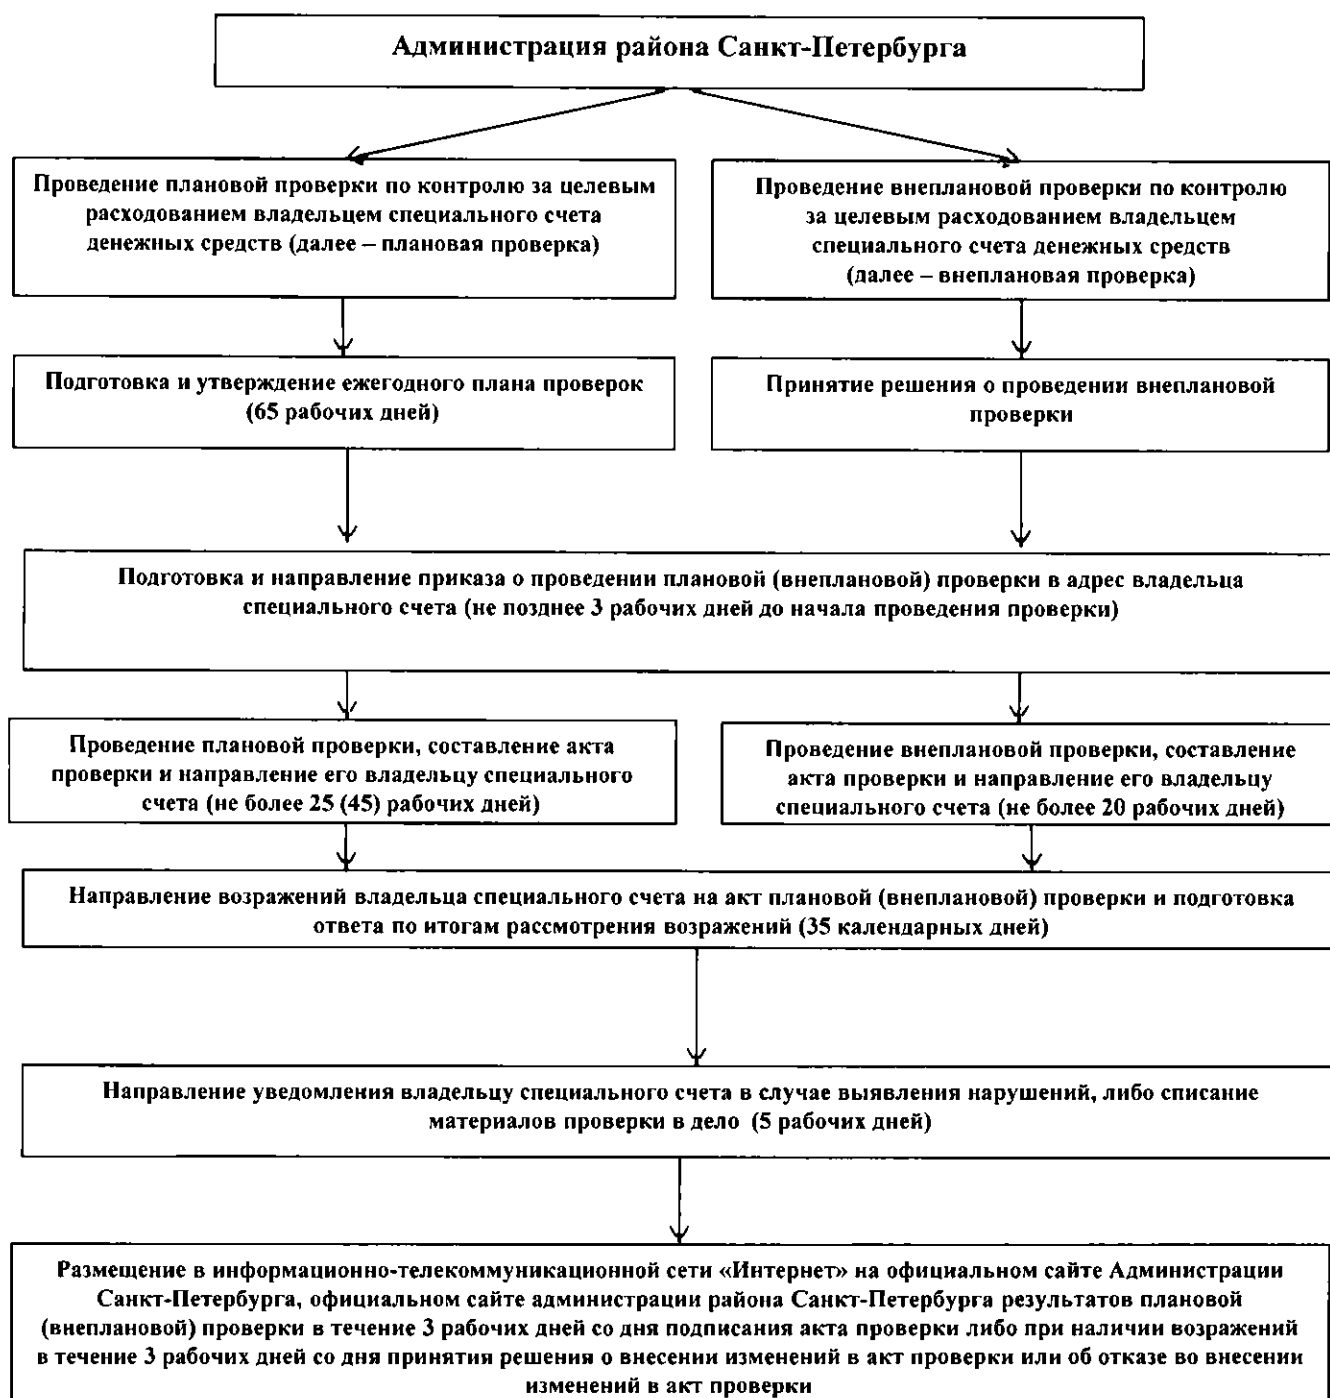 Администрация района Санкт-Петербурга
Проведение плановой проверки по контролю за целевым
расходованием владельцем специального счета
денежных средств (далее – плановая проверка)
Проведение внеплановой проверки по контролю
за целевым расходованием владельцем
специального счета денежных средств
(далее – внеплановая проверка)
Подготовка и утверждение ежегодного плана проверок
(65 рабочих дней)
Принятие решения о проведении внеплановой
проверки
Подготовка и направление приказа о проведении плановой (внеплановой) проверки в адрес владельца
специального счета (не позднее 3 рабочих дней до начала проведения проверки)
Проведение плановой проверки, составление акта
проверки и направление его владельцу специального
счета (не более 25 (45) рабочих дней)
Проведение внеплановой проверки, составление
акта проверки и направление его владельцу
специального счета (не более 20 рабочих дней)
Направление возражений владельца специального счета на акт плановой (внеплановой) проверки и подготовка
ответа по итогам рассмотрения возражений (35 календарных дней)
Направление уведомления владельцу специального счета в случае выявления нарушений, либо списание
материалов проверки в дело (5 рабочих дней)
Размещение в информационно-телекоммуникационной сети «Интернет» на официальном сайте Администрации
Санкт-Петербурга, официальном сайте администрации района Санкт-Петербурга результатов плановой
(внеплановой) проверки в течение 3 рабочих дней со дня подписания акта проверки либо при наличии возражений
в течение 3 рабочих дней со дня принятия решения о внесении изменений в акт проверки или об отказе во внесении
изменений в акт проверки